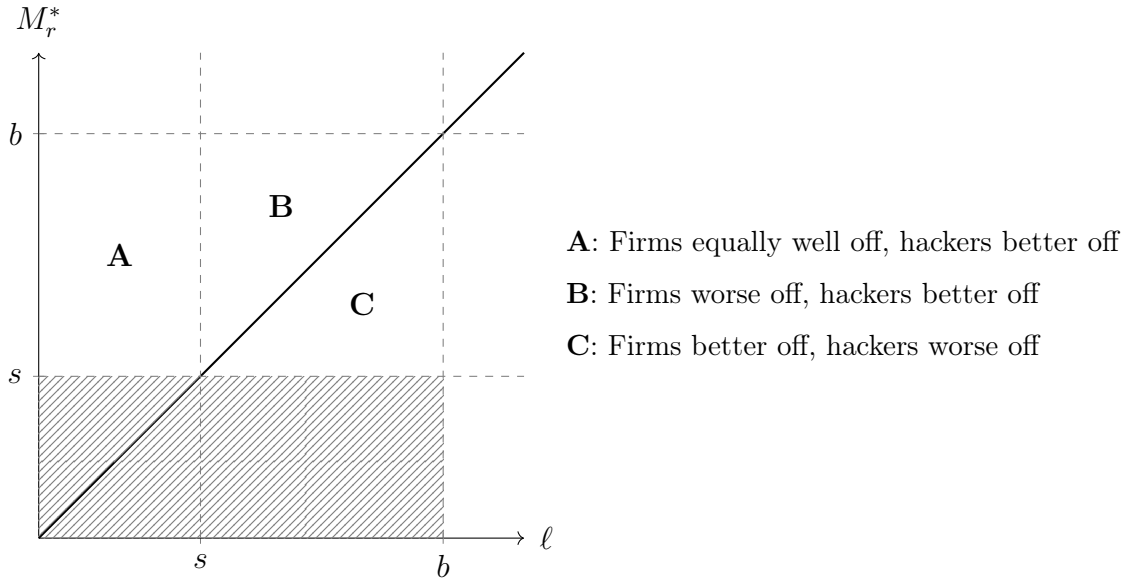 M_r^*
b
s
A
B
C
s
b
ℓ
A: Firms equally well off, hackers better off
B: Firms worse off, hackers better off
C: Firms better off, hackers worse off